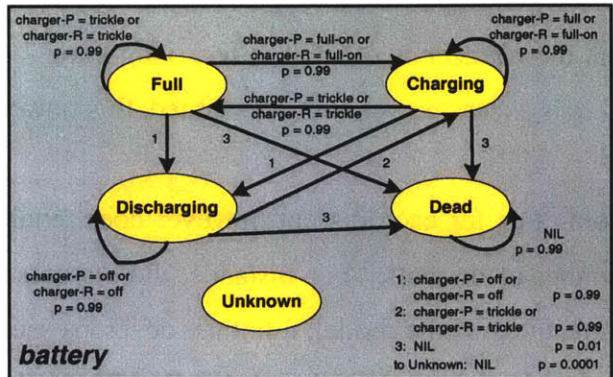 charger-P = trickle or
charger-R = trickle
p = 0.99
charger-P = full-on or
charger-R = full-on
p = 0.99
charger-P = full or
charger-R = full-on
p = 0.99
Full
Charging
charger-P = trickle or
charger-R = trickle
p = 0.99
1
3
1
2
3
Discharging
Dead
3
NIL
p = 0.99
charger-P = off or
charger-R = off
p = 0.99
Unknown
1: charger-P = off or
charger-R = off p = 0.99
2: charger-P = trickle or
charger-R = trickle p = 0.99
3: NIL p = 0.01
to Unknown: NIL p = 0.0001
battery